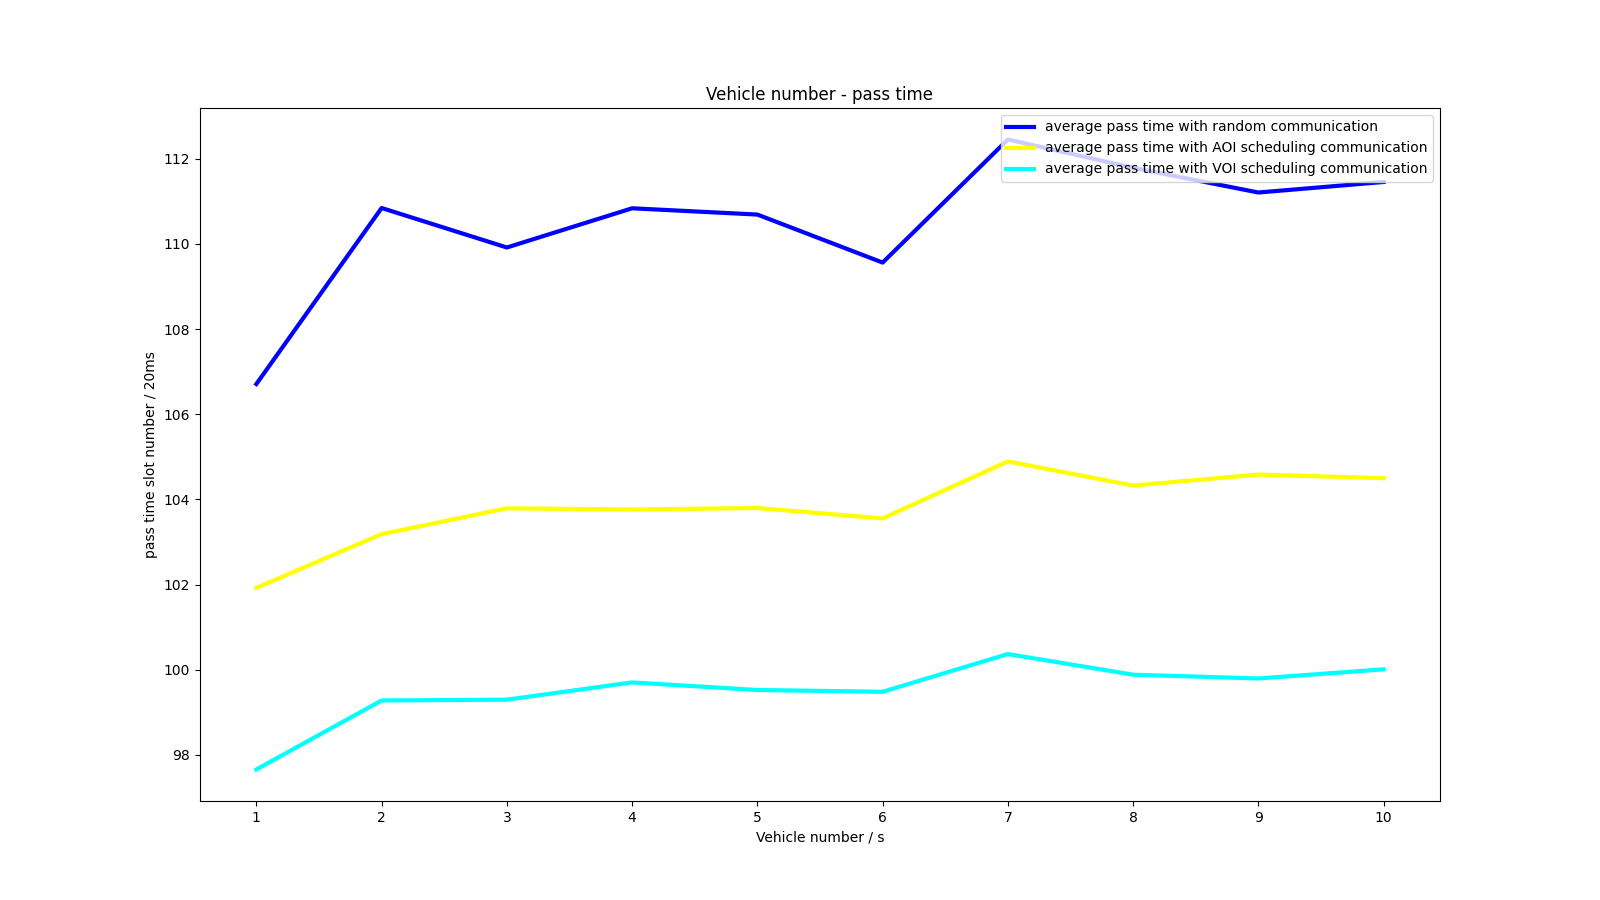 Vehicle number - pass time
average pass time with random communication
average pass time with AOI scheduling communication
average pass time with VOI scheduling communication
112
110
108
106
104
102
100
98
pass time slot number / 20ms
1 2 3 4 5 6 7 8 9 10
Vehicle number / s